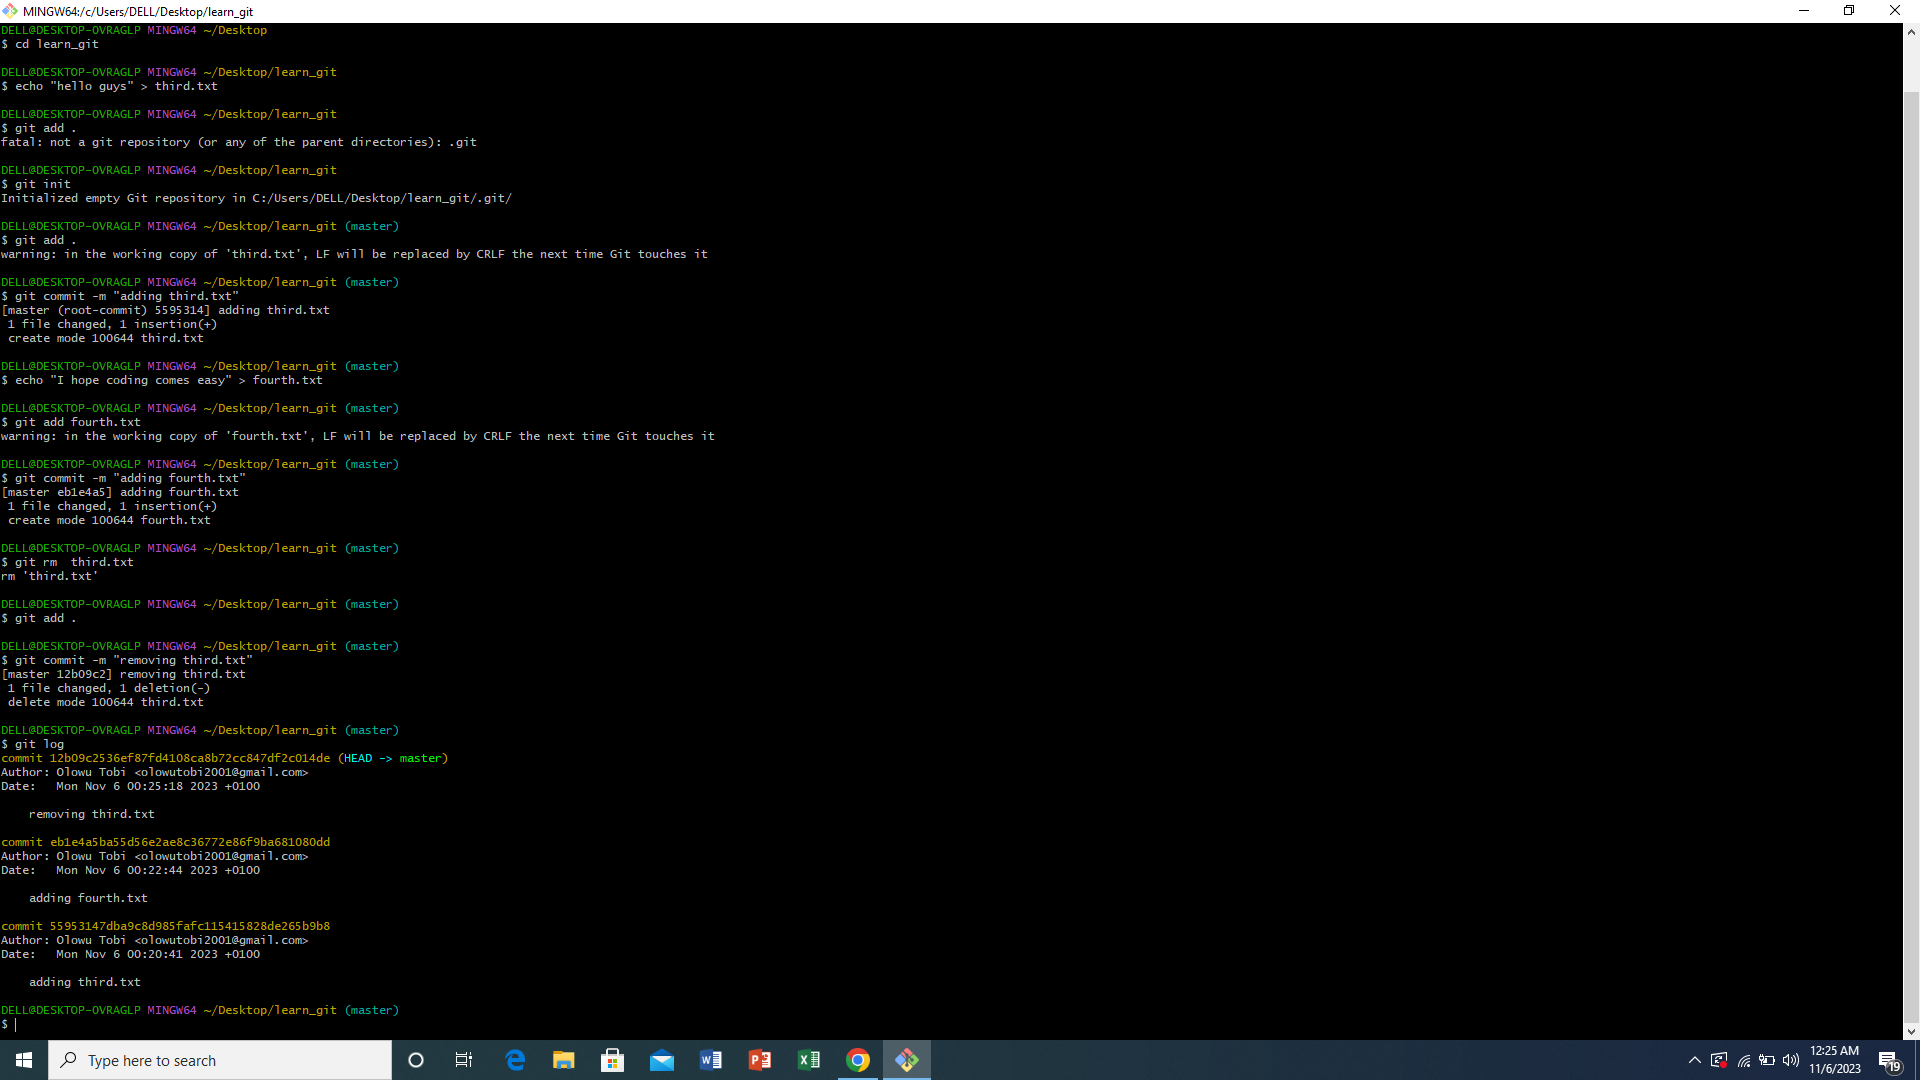 MINGW64:/c/Users/DELL/Desktop/learn_git
DELL@DESKTOP-OVRAGLP MINGW64 ~/Desktop
$ cd learn_git
DELL@DESKTOP-OVRAGLP MINGW64 ~/Desktop/learn_git
$ echo "hello guys" > third.txt
DELL@DESKTOP-OVRAGLP MINGW64 ~/Desktop/learn_git
$ git add .
fatal: not a git repository (or any of the parent directories): .git
DELL@DESKTOP-OVRAGLP MINGW64 ~/Desktop/learn_git
$ git init
Initialized empty Git repository in C:/Users/DELL/Desktop/learn_git/.git/
DELL@DESKTOP-OVRAGLP MINGW64 ~/Desktop/learn_git (master)
$ git add .
warning: in the working copy of 'third.txt', LF will be replaced by CRLF the next time Git touches it
DELL@DESKTOP-OVRAGLP MINGW64 ~/Desktop/learn_git (master)
$ git commit -m "adding third.txt"
[master (root-commit) 5595314] adding third.txt
1 file changed, 1 insertion(+)
create mode 100644 third.txt
DELL@DESKTOP-OVRAGLP MINGW64 ~/Desktop/learn_git (master)
$ echo "I hope coding comes easy" > fourth.txt
DELL@DESKTOP-OVRAGLP MINGW64 ~/Desktop/learn_git (master)
$ git add fourth.txt
warning: in the working copy of 'fourth.txt', LF will be replaced by CRLF the next time Git touches it
DELL@DESKTOP-OVRAGLP MINGW64 ~/Desktop/learn_git (master)
$ git commit -m "adding fourth.txt"
[master eb1e4a5] adding fourth.txt
1 file changed, 1 insertion(+)
create mode 100644 fourth.txt
DELL@DESKTOP-OVRAGLP MINGW64 ~/Desktop/learn_git (master)
$ git rm  third.txt
rm 'third.txt'
DELL@DESKTOP-OVRAGLP MINGW64 ~/Desktop/learn_git (master)
$ git add .
DELL@DESKTOP-OVRAGLP MINGW64 ~/Desktop/learn_git (master)
$ git commit -m "removing third.txt"
[master 12b09c2] removing third.txt
1 file changed, 1 deletion(-)
delete mode 100644 third.txt
DELL@DESKTOP-OVRAGLP MINGW64 ~/Desktop/learn_git (master)
$ git log
commit 12b09c2536ef87fd4108ca8b72cc847df2c014de (HEAD -> master)
Author: Olowu Tobi <olowutobi2001@gmail.com>
Date:   Mon Nov 6 00:25:18 2023 +0100
removing third.txt
commit eb1e4a5ba55d56e2ae8c36772e86f9ba681080dd
Author: Olowu Tobi <olowutobi2001@gmail.com>
Date:   Mon Nov 6 00:22:44 2023 +0100
adding fourth.txt
commit 55953147dba9c8d985fafc115415828de265b9b8
Author: Olowu Tobi <olowutobi2001@gmail.com>
Date:   Mon Nov 6 00:20:41 2023 +0100
adding third.txt
DELL@DESKTOP-OVRAGLP MINGW64 ~/Desktop/learn_git (master)
$
Type here to search
12:25 AM
11/6/2023
19